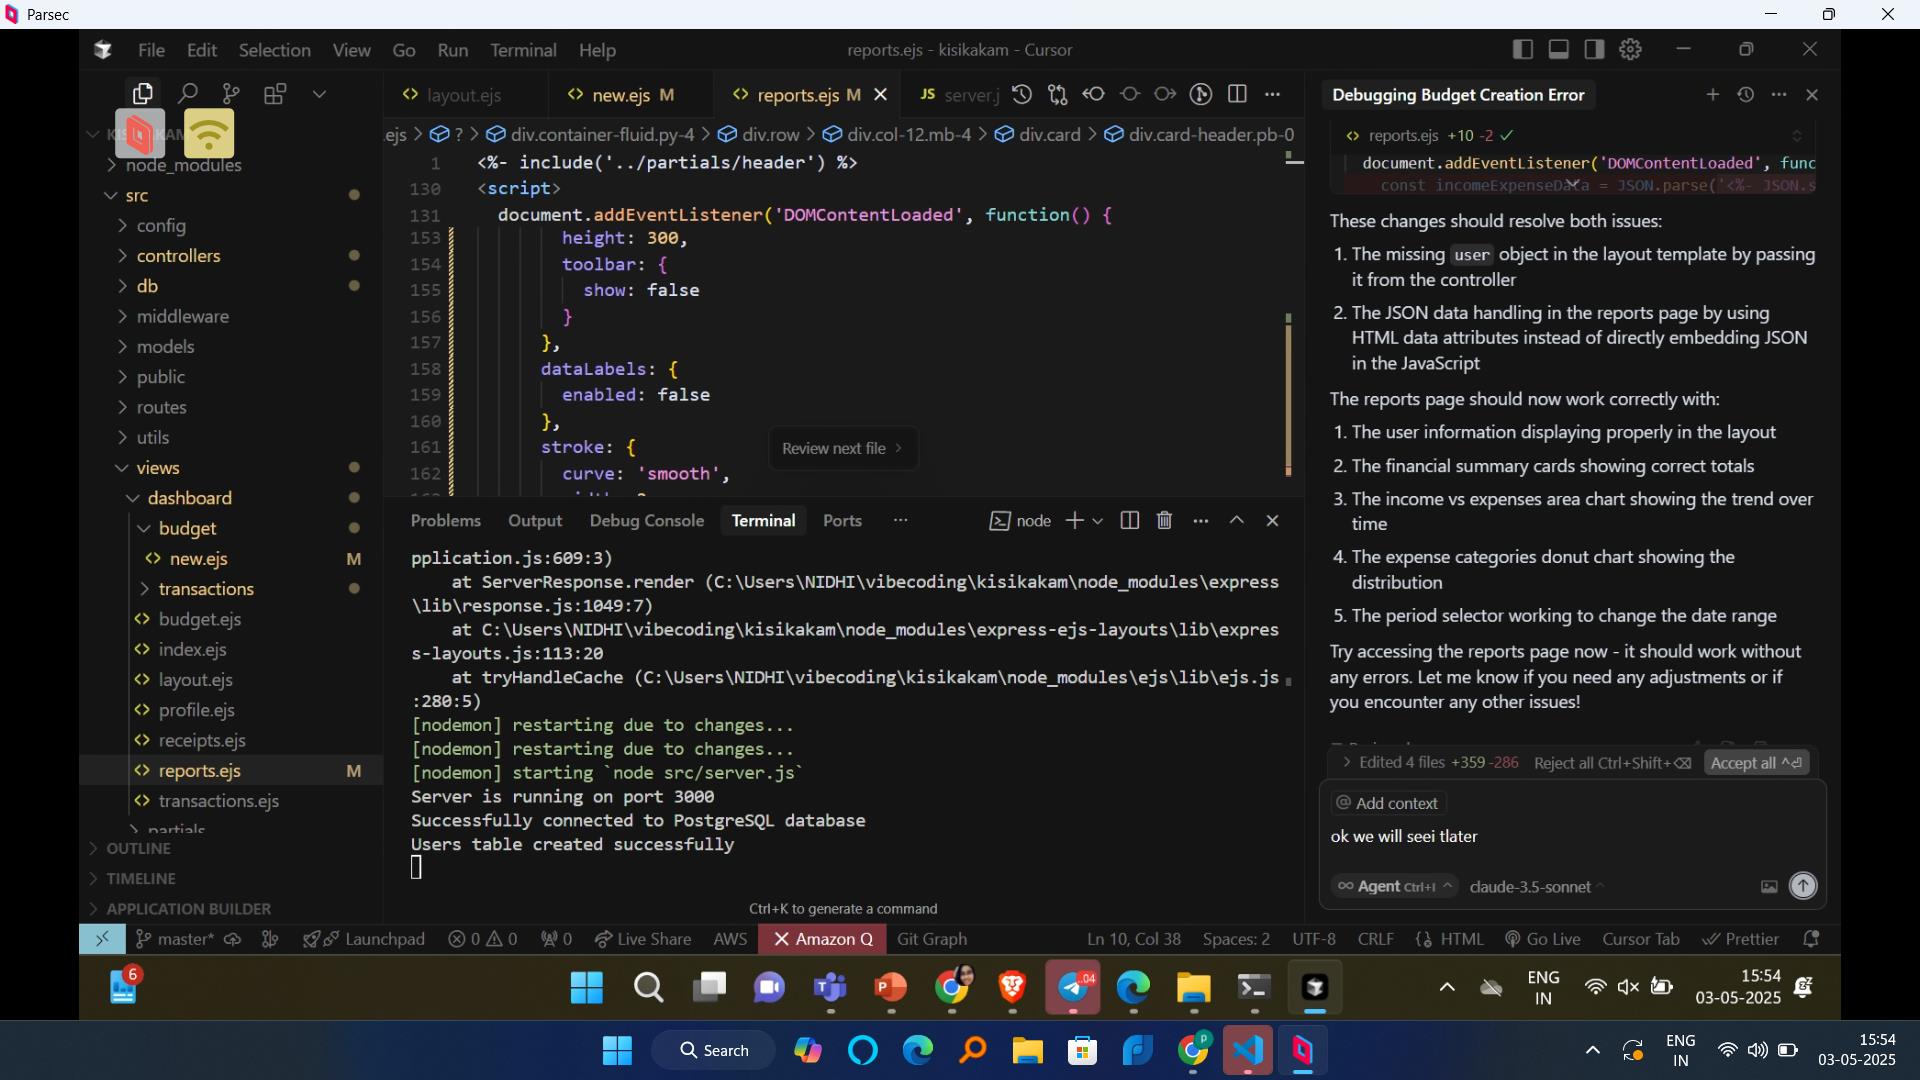 Parsec
File Edit Selection View Go Run Terminal Help
reports.ejs - kisikakam - Cursor
layout.ejs
new.ejs M
reports.ejs M
JS server.j
.ejs > ? > div.container-fluid.py-4 > div.row > div.col-12.mb-4 > div.card > div.card-header.pb-0
node_modules
src
config
controllers
db
middleware
models
public
routes
utils
views
dashboard
budget
new.ejs M
transactions
budget.ejs
index.ejs
layout.ejs
profile.ejs
receipts.ejs
reports.ejs M
transactions.ejs
partials
OUTLINE
TIMELINE
APPLICATION BUILDER
1 <%- include('../partials/header') %>
130 <script>
131 document.addEventListener('DOMContentLoaded', function() {
153 height: 300,
154 toolbar: {
155 show: false
156 }
157 },
158 dataLabels: {
159 enabled: false
160 },
161 stroke: {
162 curve: 'smooth',
Review next file >
Problems Output Debug Console Terminal Ports ... node
pplication.js:609:3)
at ServerResponse.render (C:\Users\NIDHI\vibecoding\kisikakam\node_modules\express
\lib\response.js:1049:7)
at C:\Users\NIDHI\vibecoding\kisikakam\node_modules\express-ejs-layouts\lib\expres
s-layouts.js:113:20
at tryHandleCache (C:\Users\NIDHI\vibecoding\kisikakam\node_modules\ejs\lib\ejs.js
:280:5)
[nodemon] restarting due to changes...
[nodemon] restarting due to changes...
[nodemon] starting `node src/server.js`
Server is running on port 3000
Successfully connected to PostgreSQL database
Users table created successfully
Ctrl+K to generate a command
Debugging Budget Creation Error
reports.ejs +10 -2
document.addEventListener('DOMContentLoaded', func
const incomeExpenseData = JSON.parse('<%- JSON.s
These changes should resolve both issues:
1. The missing user object in the layout template by passing
it from the controller
2. The JSON data handling in the reports page by using
HTML data attributes instead of directly embedding JSON
in the JavaScript
The reports page should now work correctly with:
1. The user information displaying properly in the layout
2. The financial summary cards showing correct totals
3. The income vs expenses area chart showing the trend over
time
4. The expense categories donut chart showing the
distribution
5. The period selector working to change the date range
Try accessing the reports page now - it should work without
any errors. Let me know if you need any adjustments or if
you encounter any other issues!
> Edited 4 files +359 -286 Reject all Ctrl+Shift+⌫ Accept all ^⏎
@ Add context
ok we will seei tlater
∞ Agent Ctrl+I ^ claude-3.5-sonnet ^
master* Launchpad 0 0 0 Live Share AWS Amazon Q Git Graph Ln 10, Col 38 Spaces: 2 UTF-8 CRLF HTML Go Live Cursor Tab Prettier
6
.04
ENG
IN
15:54
03-05-2025
Search
P
ENG
IN
15:54
03-05-2025